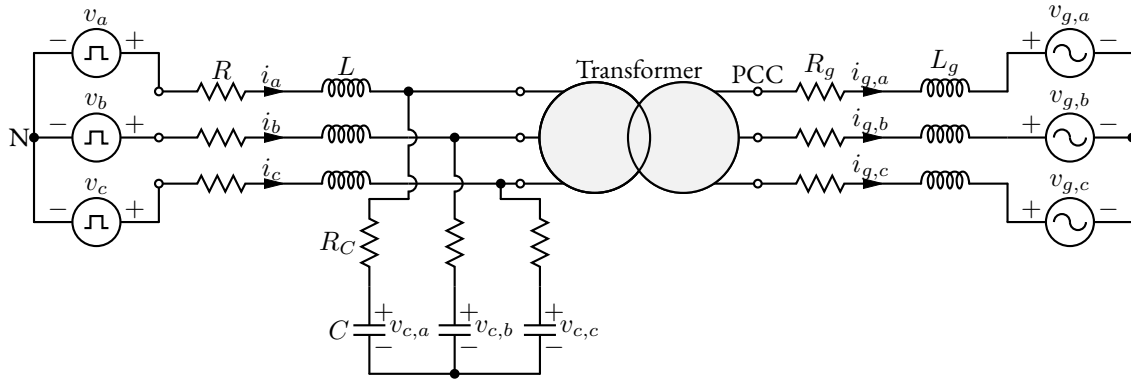 v_a
− +
R i_a L
Transformer PCC R_g i_{g,a} L_g
v_{g,a}
+ −
N
v_b
− +
i_b
i_{g,b}
v_{g,b}
+ −
v_c
− +
i_c
i_{g,c}
v_{g,c}
+ −
R_C
C
+ v_{c,a} −
+ v_{c,b} −
+ v_{c,c} −